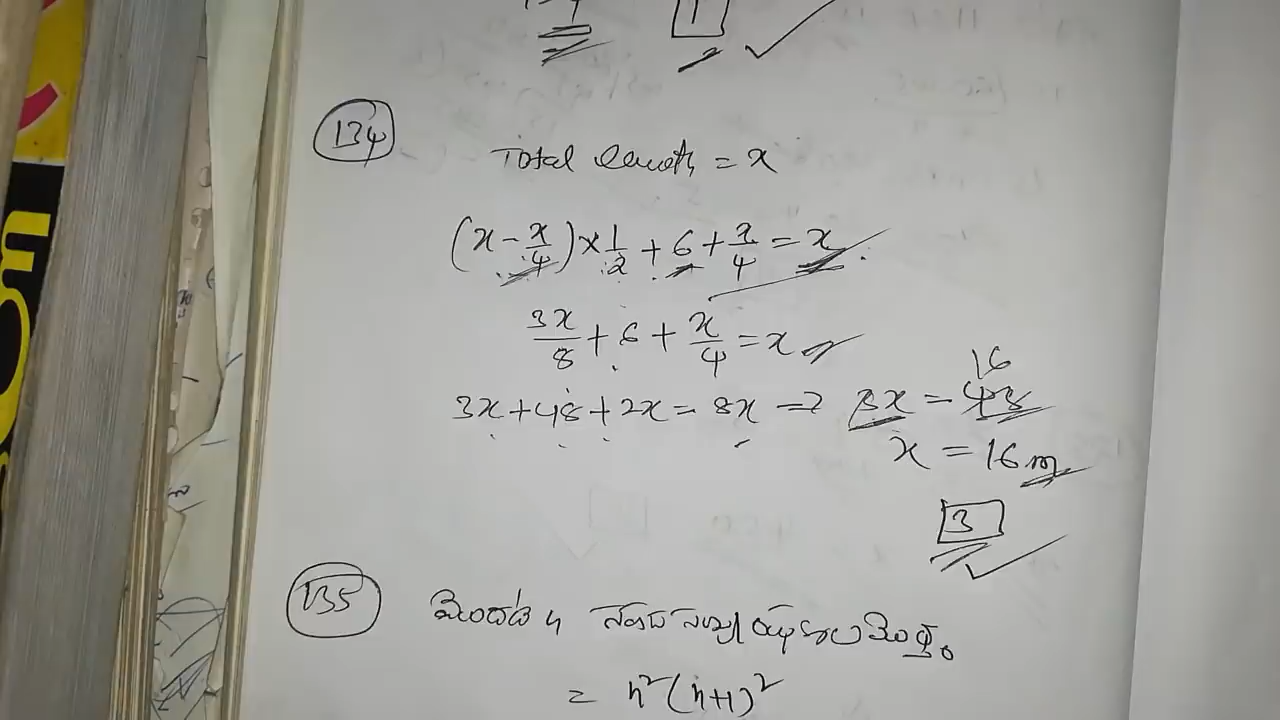 1
134
Total length = x
(x - x/4) × 1/2 + 6 + x/4 = x
3x/8 + 6 + x/4 = x
3x + 48 + 2x = 8x ⇒ 3x = 48 16
x = 16 m
3
135
= n²(n+1)²